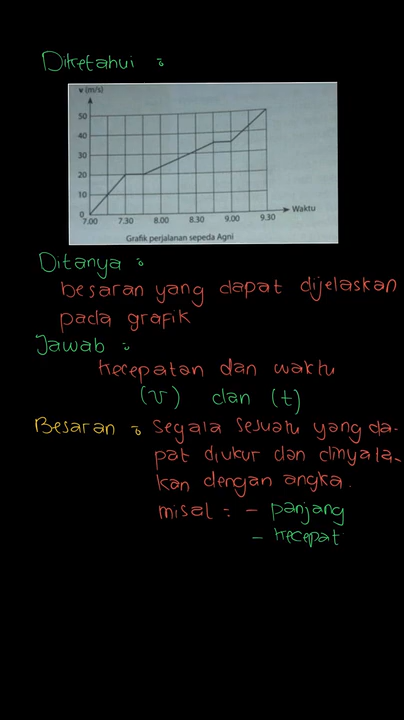 Diketahui :
v (m/s)
50
40
30
20
10
0
7.00 7.30 8.00 8.30 9.00 9.30
Waktu
Grafik perjalanan sepeda Agni
Ditanya :
besaran yang dapat dijelaskan
pada grafik
Jawab :
Kecepatan dan waktu
(v) dan (t)
Besaran : Segala sesuatu yang da-
pat diukur dan dinyata-
kan dengan angka.
misal : - panjang
- kecepat